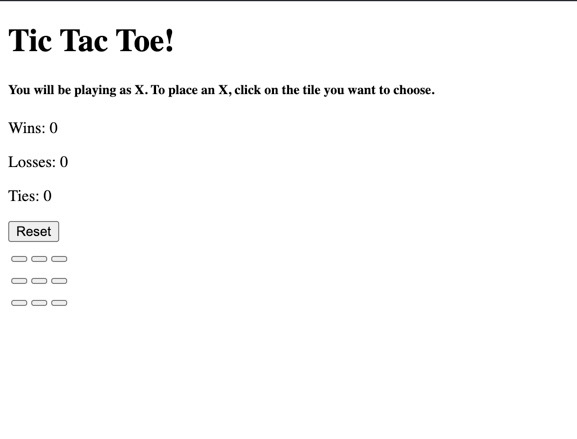 Tic Tac Toe!
You will be playing as X. To place an X, click on the tile you want to choose.
Wins: 0
Losses: 0
Ties: 0
Reset